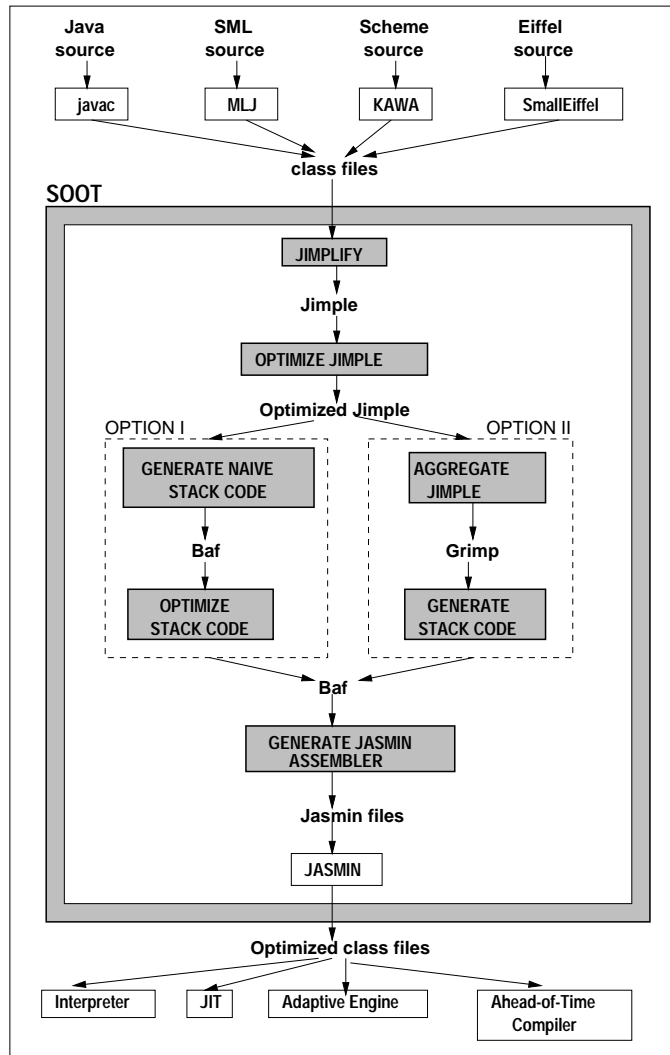 Java source
SML source
Scheme source
Eiffel source
javac
MLJ
KAWA
SmallEiffel
class files
SOOT
JIMPLIFY
Jimple
OPTIMIZE JIMPLE
Optimized Jimple
OPTION I
OPTION II
GENERATE NAIVE
STACK CODE
AGGREGATE
JIMPLE
Baf
Grimp
OPTIMIZE
STACK CODE
GENERATE
STACK CODE
Baf
GENERATE JASMIN
ASSEMBLER
Jasmin files
JASMIN
Optimized class files
Interpreter
JIT
Adaptive Engine
Ahead-of-Time
Compiler